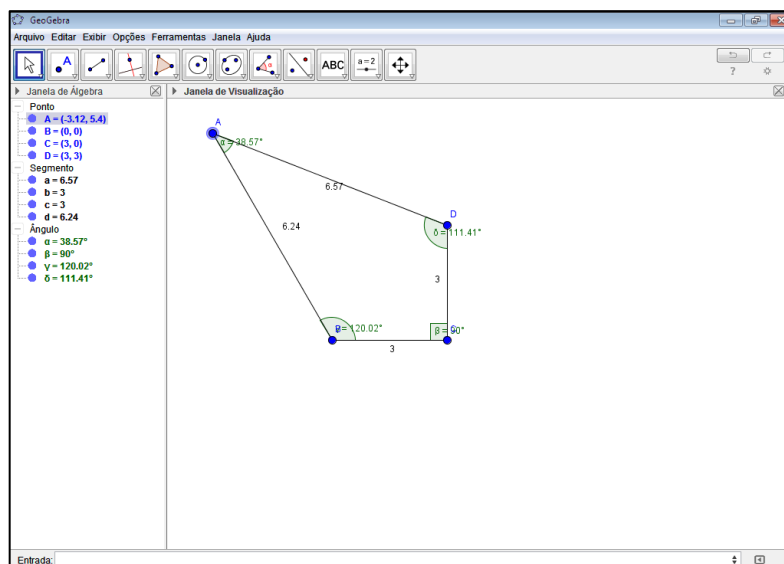 GeoGebra
Arquivo Editar Exibir Opções Ferramentas Janela Ajuda
A
α
ABC
a = 2
?
Janela de Álgebra
Janela de Visualização
Ponto
A = (-3.12, 5.4)
B = (0, 0)
C = (3, 0)
D = (3, 3)
Segmento
a = 6.57
b = 3
c = 3
d = 6.24
Ângulo
α = 38.57°
β = 90°
γ = 120.02°
δ = 111.41°
A
α = 38.57°
6.57
6.24
D
δ = 111.41°
3
= 120.02°
β = 90°
3
Entrada: